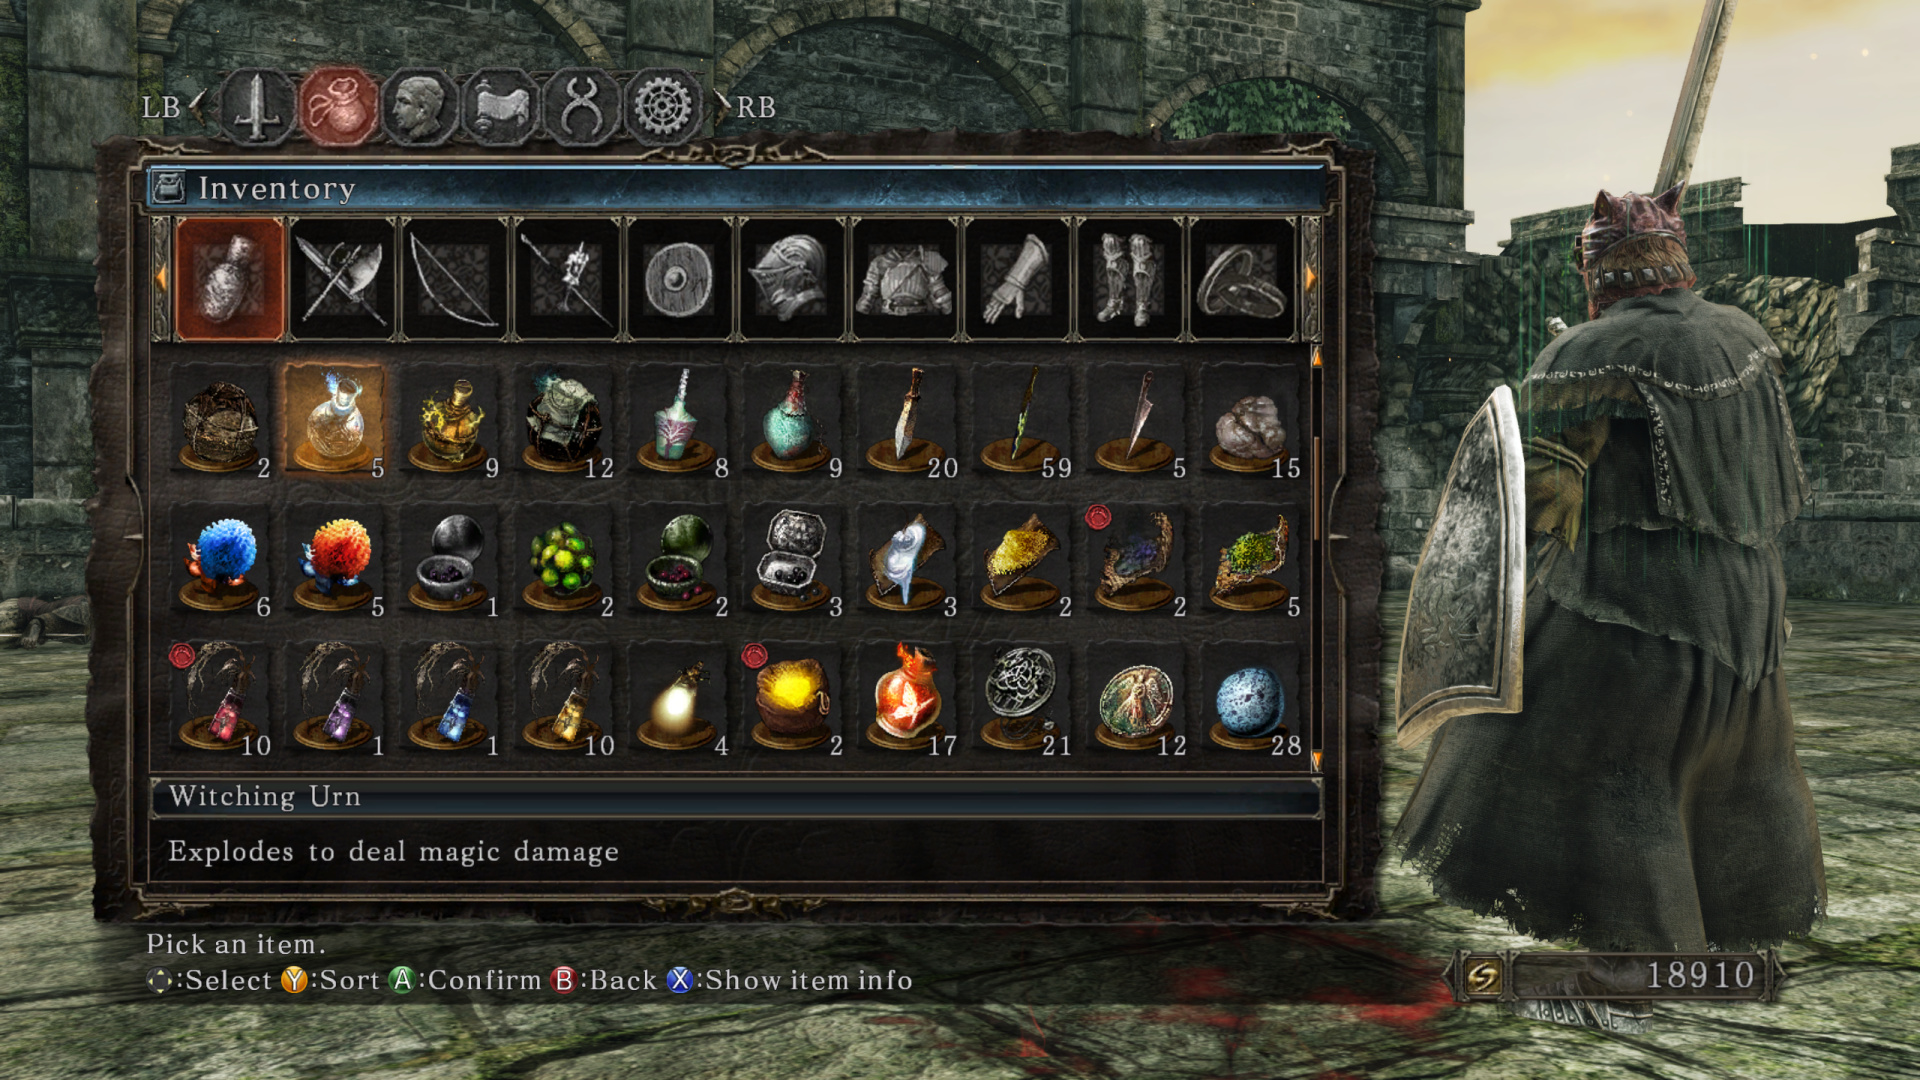 LB RB
Inventory
2 5 9 12 8 9 20 59 5 15
6 5 1 2 2 3 3 2 2 5
10 1 1 10 4 2 17 21 12 28
Witching Urn
Explodes to deal magic damage
Pick an item.
:Select Y:Sort A:Confirm B:Back X:Show item info
18910